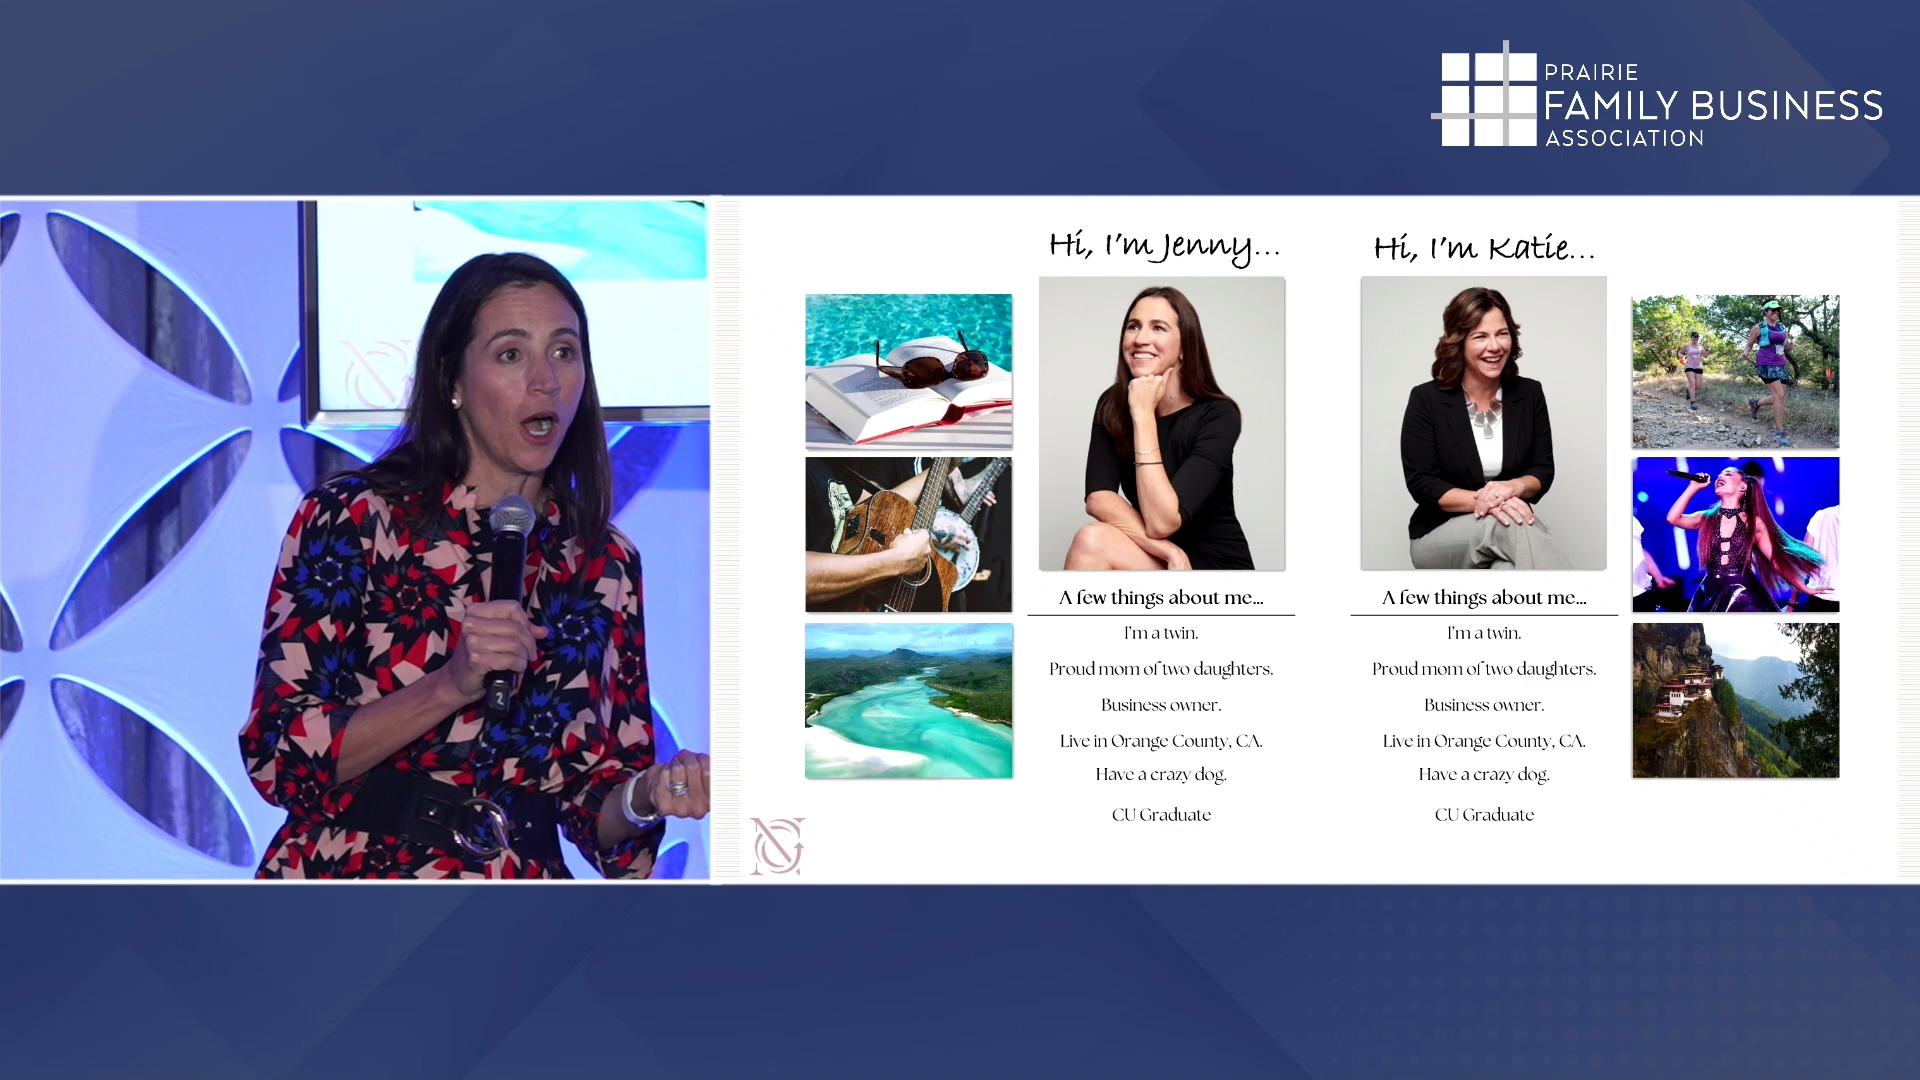 PRAIRIE
FAMILY BUSINESS
ASSOCIATION
Hi, I'm Jenny...
A few things about me...
I'm a twin.
Proud mom of two daughters.
Business owner.
Live in Orange County, CA.
Have a crazy dog.
CU Graduate
Hi, I'm Katie...
A few things about me...
I'm a twin.
Proud mom of two daughters.
Business owner.
Live in Orange County, CA.
Have a crazy dog.
CU Graduate
2